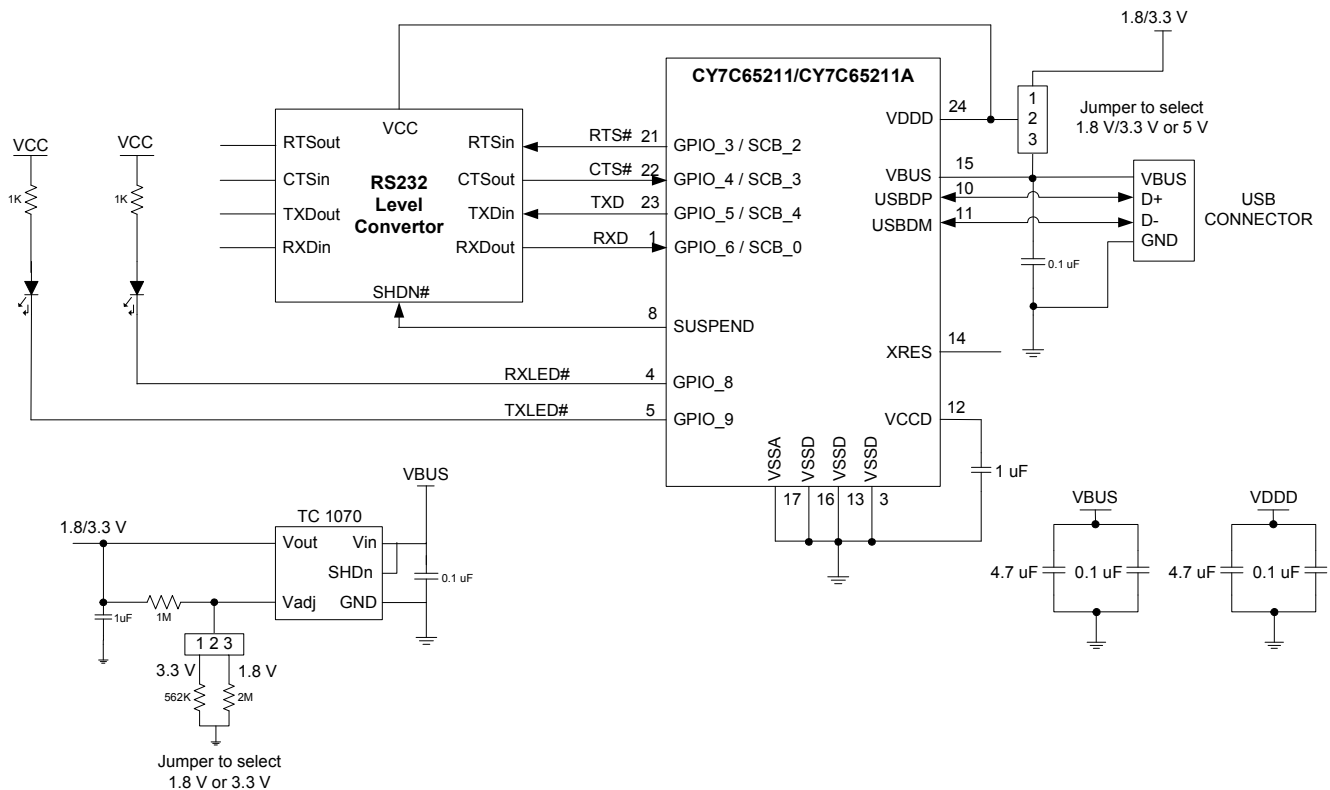 1.8/3.3 V
CY7C65211/CY7C65211A
VCC
RTSout
CTSin
TXDout
RXDin
RS232
Level
Convertor
RTSin
CTSout
TXDin
RXDout
SHDN#
RTS# 21
CTS# 22
TXD 23
RXD 1
GPIO_3 / SCB_2
GPIO_4 / SCB_3
GPIO_5 / SCB_4
GPIO_6 / SCB_0
8 SUSPEND
RXLED# 4 GPIO_8
TXLED# 5 GPIO_9
VCC
1K
VCC
1K
VDDD 24
1
2
3
Jumper to select
1.8 V/3.3 V or 5 V
VBUS 15
USBDP 10
USBDM 11
VBUS
D+
D-
GND
USB
CONNECTOR
0.1 uF
XRES 14
VCCD 12
1 uF
VSSA
VSSD
VSSD
VSSD
17 16 13 3
VBUS
TC 1070
1.8/3.3 V
Vout Vin
SHDn
Vadj GND
0.1 uF
1uF
1M
1 2 3
3.3 V 1.8 V
562K 2M
Jumper to select
1.8 V or 3.3 V
VBUS
4.7 uF 0.1 uF
VDDD
4.7 uF 0.1 uF